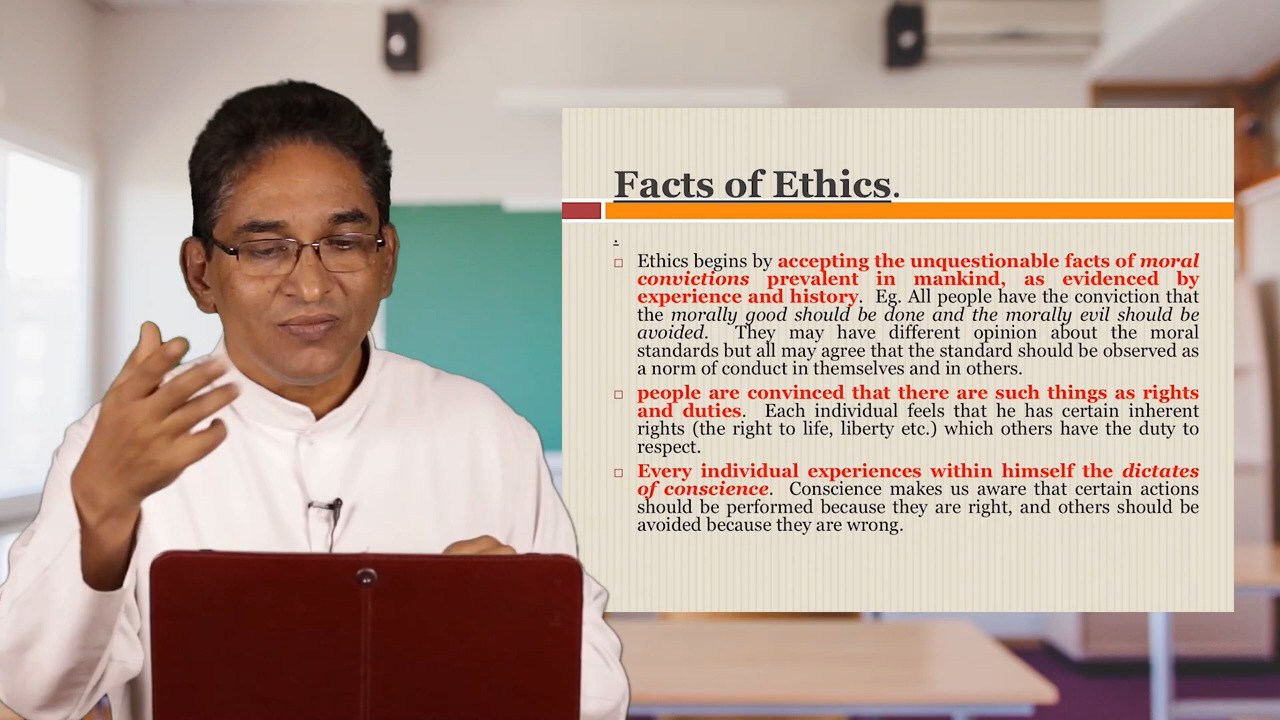 Facts of Ethics.
.
Ethics begins by accepting the unquestionable facts of moral
convictions prevalent in mankind, as evidenced by
experience and history. Eg. All people have the conviction that
the morally good should be done and the morally evil should be
avoided. They may have different opinion about the moral
standards but all may agree that the standard should be observed as
a norm of conduct in themselves and in others.
people are convinced that there are such things as rights
and duties. Each individual feels that he has certain inherent
rights (the right to life, liberty etc.) which others have the duty to
respect.
Every individual experiences within himself the dictates
of conscience. Conscience makes us aware that certain actions
should be performed because they are right, and others should be
avoided because they are wrong.